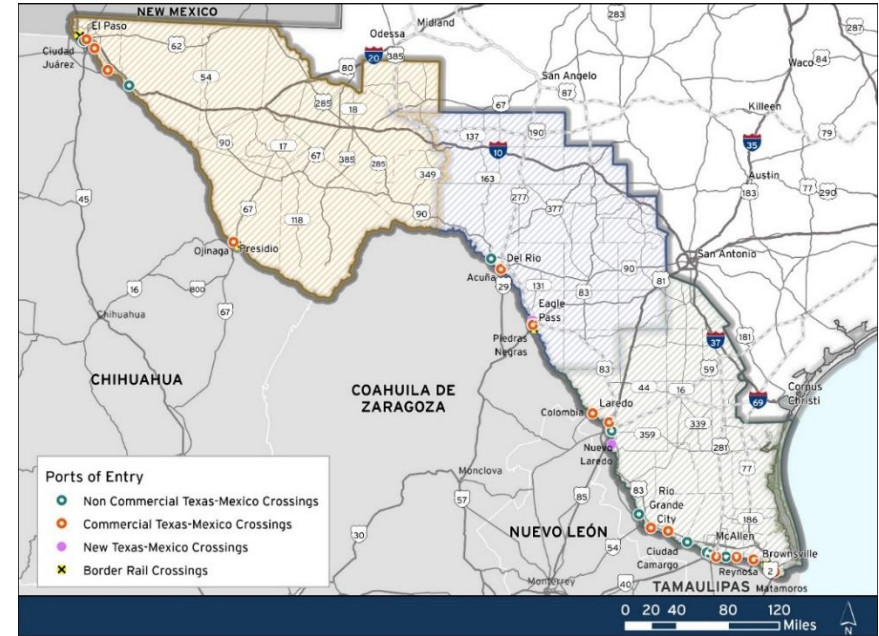 NEW MEXICO
El Paso
Ciudad
Juárez
62
54
Odessa
Midland
20
385
80
283
287
Waco
84
San Angelo
87
67
Killeen
285
18
137
190
79
10
35
90
17
67
385
285
163
Austin
183
77
290
349
277
377
45
67
118
90
San Antonio
Ojinaga
Presidio
Del Rio
Acuña
29
131
90
81
83
16
800
67
Chihuahua
Eagle
Pass
Piedras
Negras
37
181
59
83
CHIHUAHUA
COAHUILA DE
ZARAGOZA
44
16
Corpus
Christi
69
Colombia
Laredo
359
339
281
Nuevo
Laredo
77
Monclova
57
85
83
Rio
Grande
City
186
McAllen
30
NUEVO LEÓN
54
Ciudad
Camargo
Brownsville
2
Reynosa
Monterrey
40
TAMAULIPAS
Matamoros
Ports of Entry
Non Commercial Texas-Mexico Crossings
Commercial Texas-Mexico Crossings
New Texas-Mexico Crossings
Border Rail Crossings
0 20 40 80 120
Miles
N